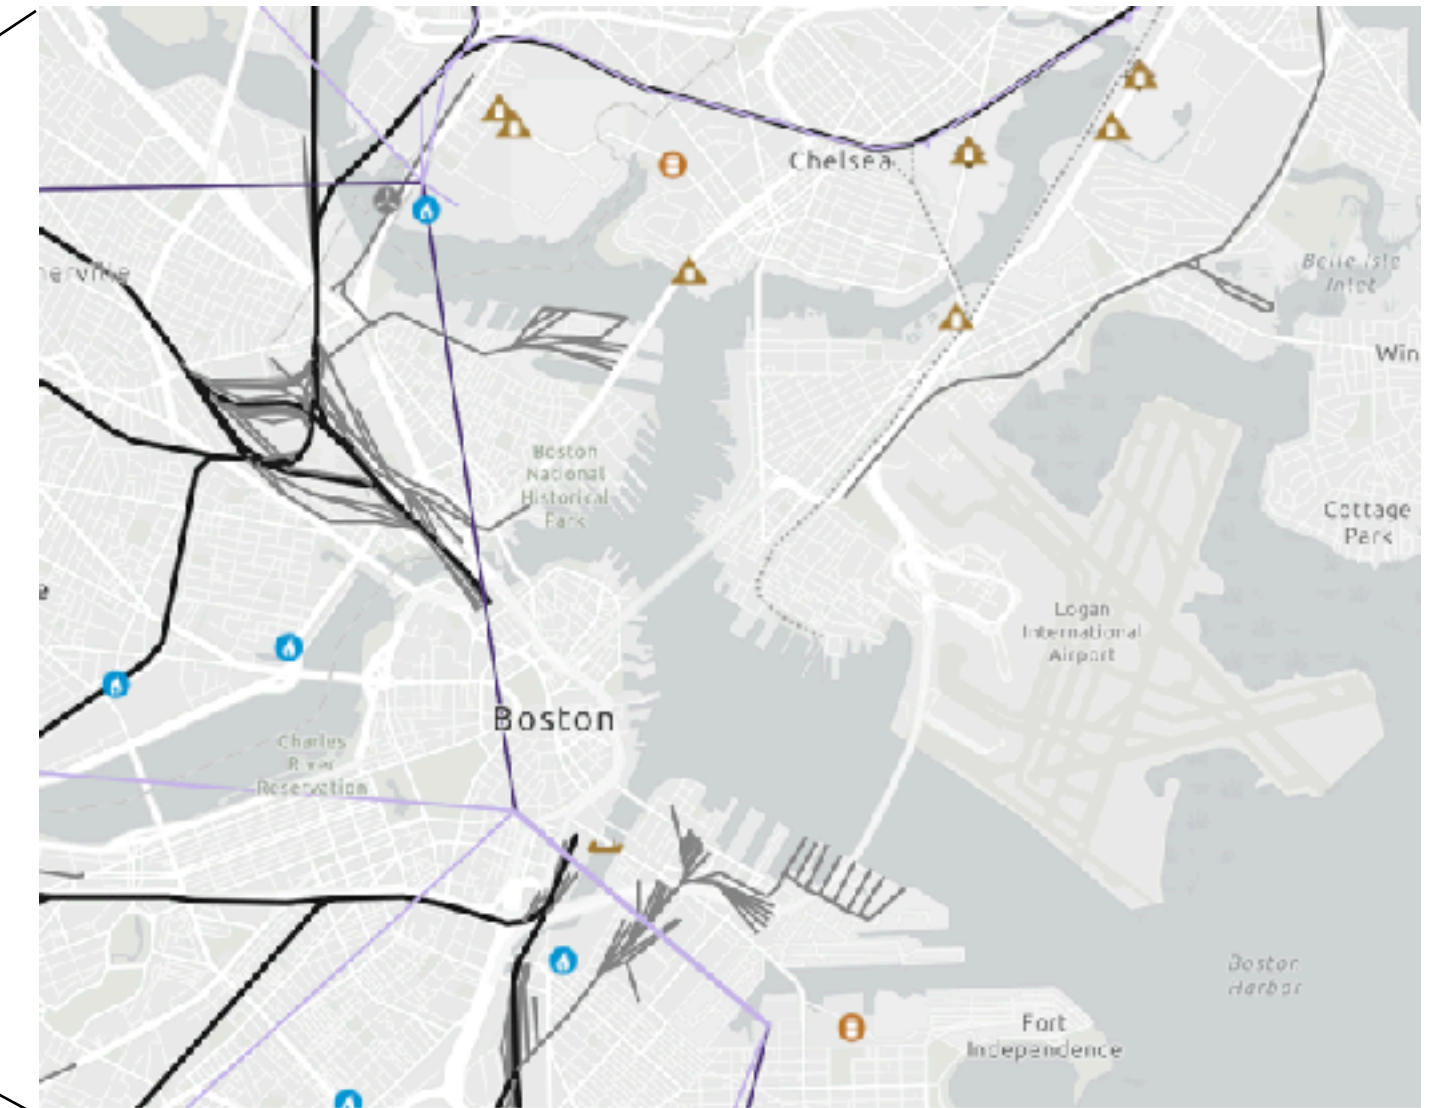 Chelsea
nerville
Belle Isle
Inlet
Win
Boston
National
Historical
Park
Cottage
Park
e
Logan
International
Airport
Boston
Charles
River
Reservation
Boston
Harbor
Fort
Independence